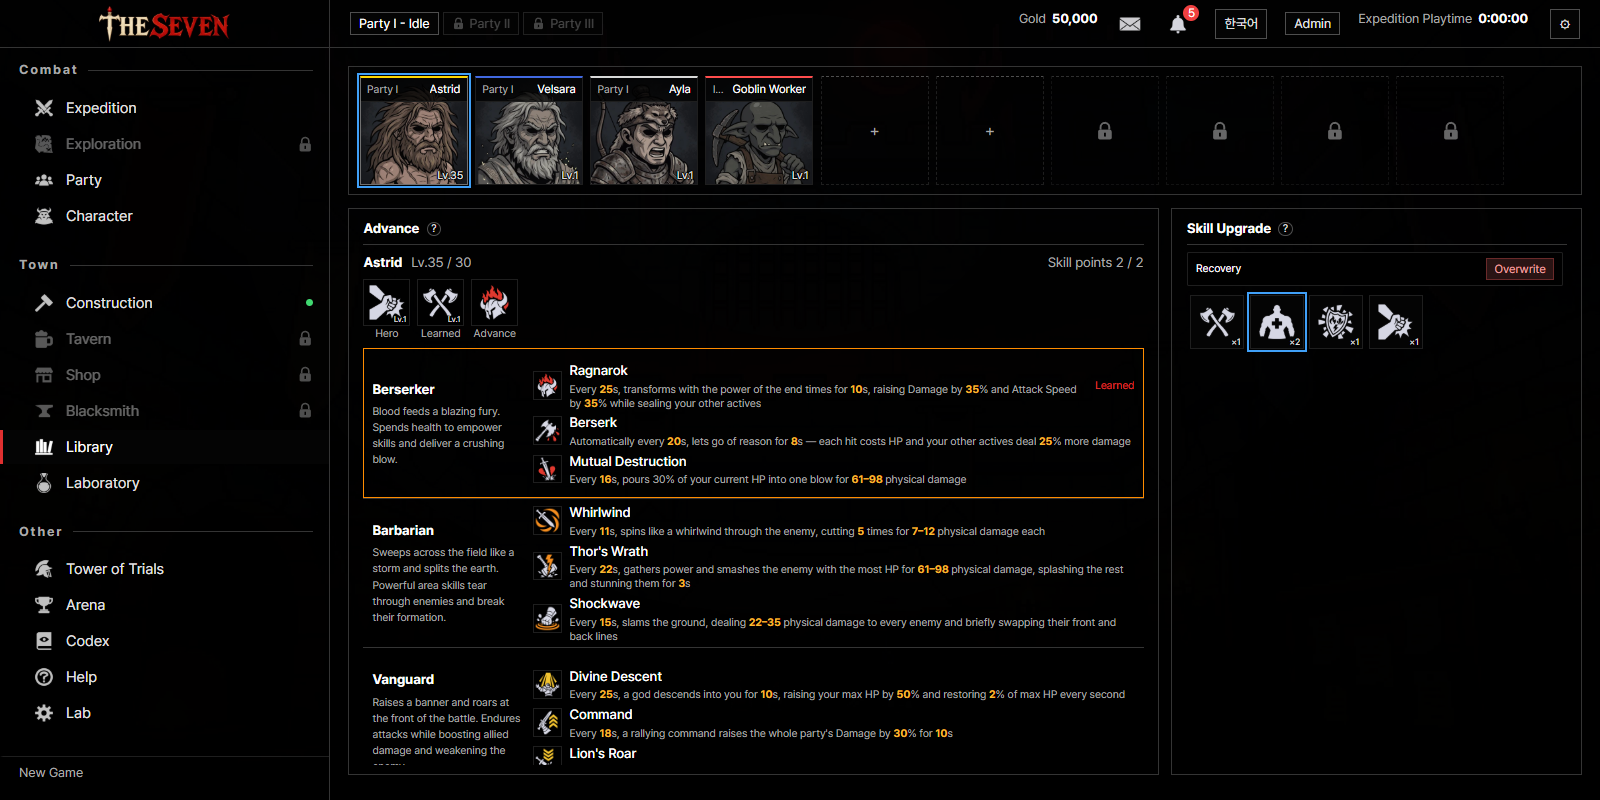 THE SEVEN
Party I - Idle
Party II
Party III
Gold 50,000
5
한국어
Admin
Expedition Playtime 0:00:00
Combat
Expedition
Exploration
Party
Character
Town
Construction
Tavern
Shop
Blacksmith
Library
Laboratory
Other
Tower of Trials
Arena
Codex
Help
Lab
New Game
Party I Astrid
Lv.35
Party I Velsara
Lv.1
Party I Ayla
Lv.1
I... Goblin Worker
Lv.1
+
+
Advance ?
Astrid Lv.35 / 30
Skill points 2 / 2
Lv.1
Lv.1
Hero Learned Advance
Berserker
Blood feeds a blazing fury.
Spends health to empower
skills and deliver a crushing
blow.
Ragnarok
Every 25s, transforms with the power of the end times for 10s, raising Damage by 35% and Attack Speed
by 35% while sealing your other actives
Learned
Berserk
Automatically every 20s, lets go of reason for 8s — each hit costs HP and your other actives deal 25% more damage
Mutual Destruction
Every 16s, pours 30% of your current HP into one blow for 61–98 physical damage
Barbarian
Sweeps across the field like a
storm and splits the earth.
Powerful area skills tear
through enemies and break
their formation.
Whirlwind
Every 11s, spins like a whirlwind through the enemy, cutting 5 times for 7–12 physical damage each
Thor's Wrath
Every 22s, gathers power and smashes the enemy with the most HP for 61–98 physical damage, splashing the rest
and stunning them for 3s
Shockwave
Every 15s, slams the ground, dealing 22–35 physical damage to every enemy and briefly swapping their front and
back lines
Vanguard
Raises a banner and roars at
the front of the battle. Endures
attacks while boosting allied
damage and weakening the
Divine Descent
Every 25s, a god descends into you for 10s, raising your max HP by 50% and restoring 2% of max HP every second
Command
Every 18s, a rallying command raises the whole party's Damage by 30% for 10s
Lion's Roar
Skill Upgrade ?
Recovery
Overwrite
×1
×2
×1
×1